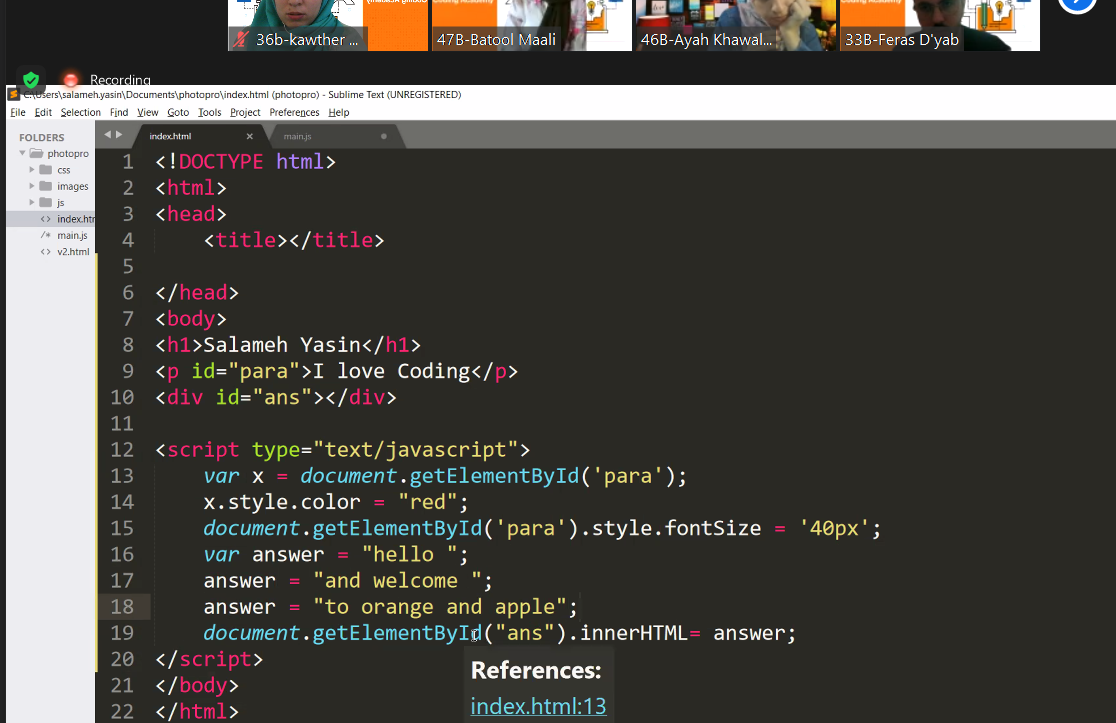 Coding Academy
Coding Academy
36b-kawther ...
47B-Batool Maali
46B-Ayah Khawal...
33B-Feras D'yab
Recording
C:\Users\salameh.yasin\Documents\photopro\index.html (photopro) - Sublime Text (UNREGISTERED)
File Edit Selection Find View Goto Tools Project Preferences Help
FOLDERS
photopro
css
images
js
<> index.htm
/* main.js
<> v2.html
index.html × main.js
1 <!DOCTYPE html>
2 <html>
3 <head>
4 <title></title>
5
6 </head>
7 <body>
8 <h1>Salameh Yasin</h1>
9 <p id="para">I love Coding</p>
10 <div id="ans"></div>
11
12 <script type="text/javascript">
13 var x = document.getElementById('para');
14 x.style.color = "red";
15 document.getElementById('para').style.fontSize = '40px';
16 var answer = "hello ";
17 answer = "and welcome ";
18 answer = "to orange and apple";
19 document.getElementById("ans").innerHTML= answer;
20 </script>
21 </body>
22 </html>
References:
index.html:13